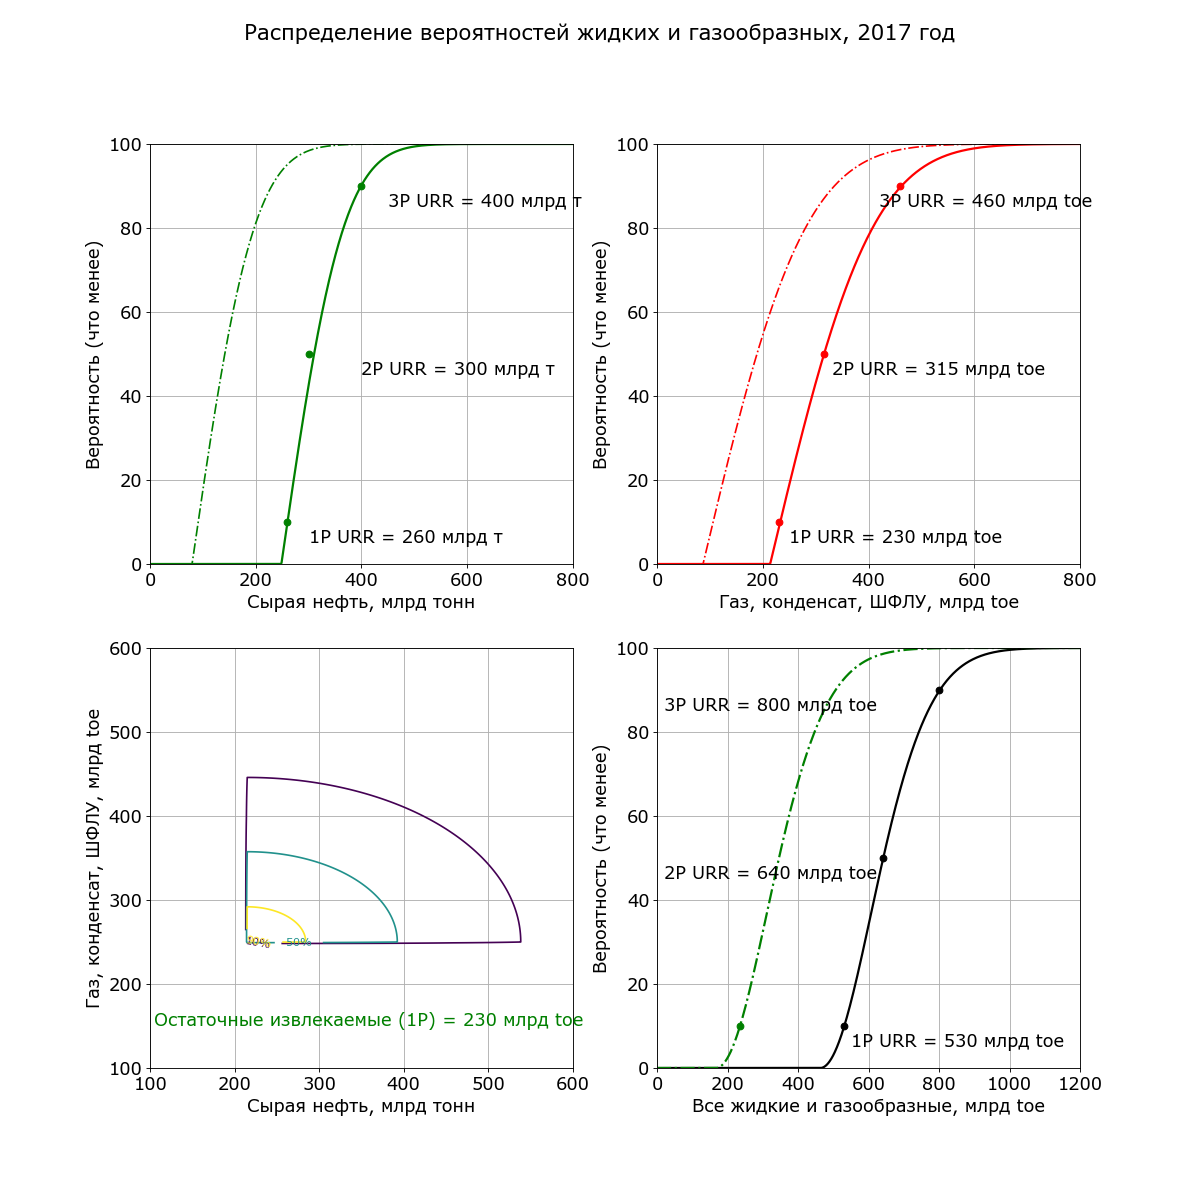 Распределение вероятностей жидких и газообразных, 2017 год
100
80
60
40
20
0
Вероятность (что менее)
3P URR = 400 млрд т
2P URR = 300 млрд т
1P URR = 260 млрд т
0 200 400 600 800
Сырая нефть, млрд тонн
100
80
60
40
20
0
Вероятность (что менее)
3P URR = 460 млрд toe
2P URR = 315 млрд toe
1P URR = 230 млрд toe
0 200 400 600 800
Газ, конденсат, ШФЛУ, млрд toe
600
500
400
300
200
100
Газ, конденсат, ШФЛУ, млрд toe
50%
Остаточные извлекаемые (1P) = 230 млрд toe
100 200 300 400 500 600
Сырая нефть, млрд тонн
100
80
60
40
20
0
Вероятность (что менее)
3P URR = 800 млрд toe
2P URR = 640 млрд toe
1P URR = 530 млрд toe
0 200 400 600 800 1000 1200
Все жидкие и газообразные, млрд toe